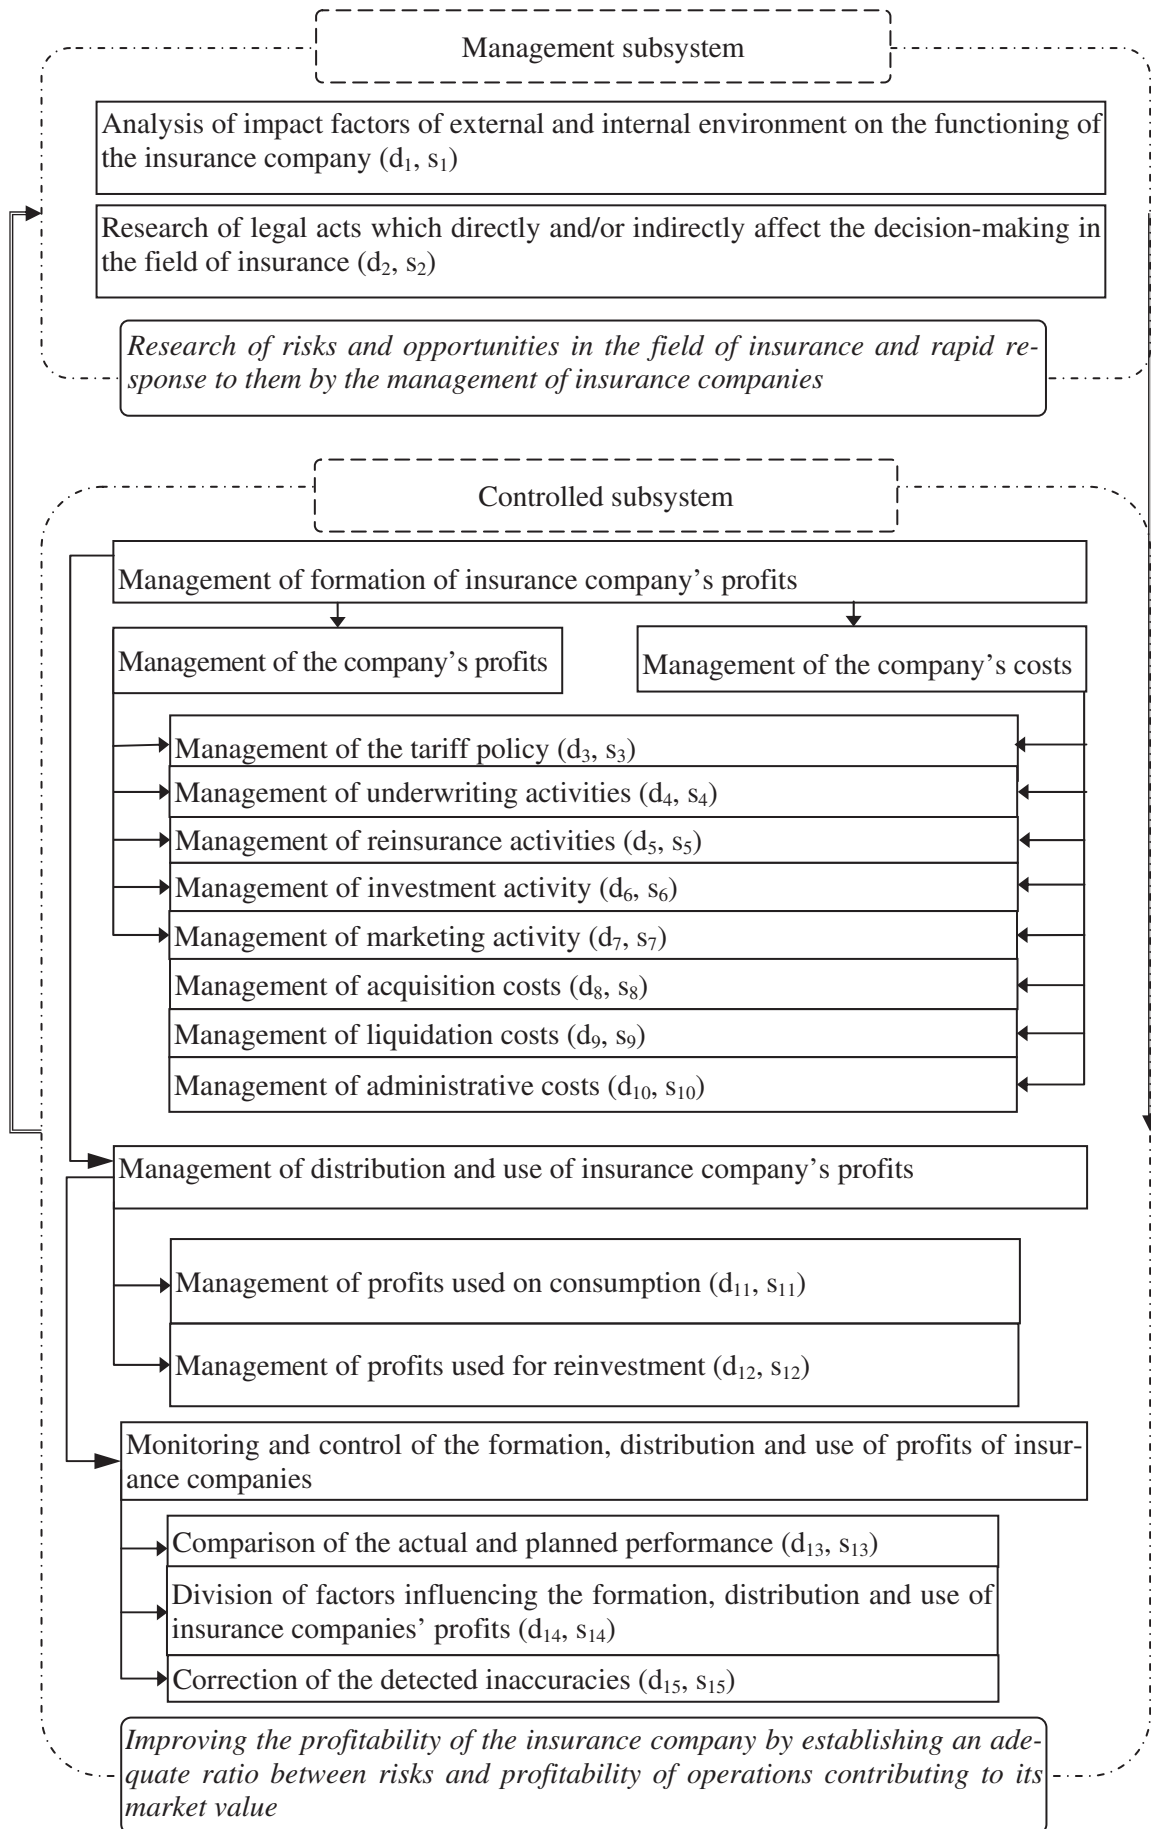 Management subsystem
Analysis of impact factors of external and internal environment on the functioning of
the insurance company (d₁, s₁)
Research of legal acts which directly and/or indirectly affect the decision-making in
the field of insurance (d₂, s₂)
Research of risks and opportunities in the field of insurance and rapid re-
sponse to them by the management of insurance companies
Controlled subsystem
Management of formation of insurance company’s profits
Management of the company’s profits
Management of the company’s costs
Management of the tariff policy (d₃, s₃)
Management of underwriting activities (d₄, s₄)
Management of reinsurance activities (d₅, s₅)
Management of investment activity (d₆, s₆)
Management of marketing activity (d₇, s₇)
Management of acquisition costs (d₈, s₈)
Management of liquidation costs (d₉, s₉)
Management of administrative costs (d₁₀, s₁₀)
Management of distribution and use of insurance company’s profits
Management of profits used on consumption (d₁₁, s₁₁)
Management of profits used for reinvestment (d₁₂, s₁₂)
Monitoring and control of the formation, distribution and use of profits of insur-
ance companies
Comparison of the actual and planned performance (d₁₃, s₁₃)
Division of factors influencing the formation, distribution and use of
insurance companies’ profits (d₁₄, s₁₄)
Correction of the detected inaccuracies (d₁₅, s₁₅)
Improving the profitability of the insurance company by establishing an ade-
quate ratio between risks and profitability of operations contributing to its
market value